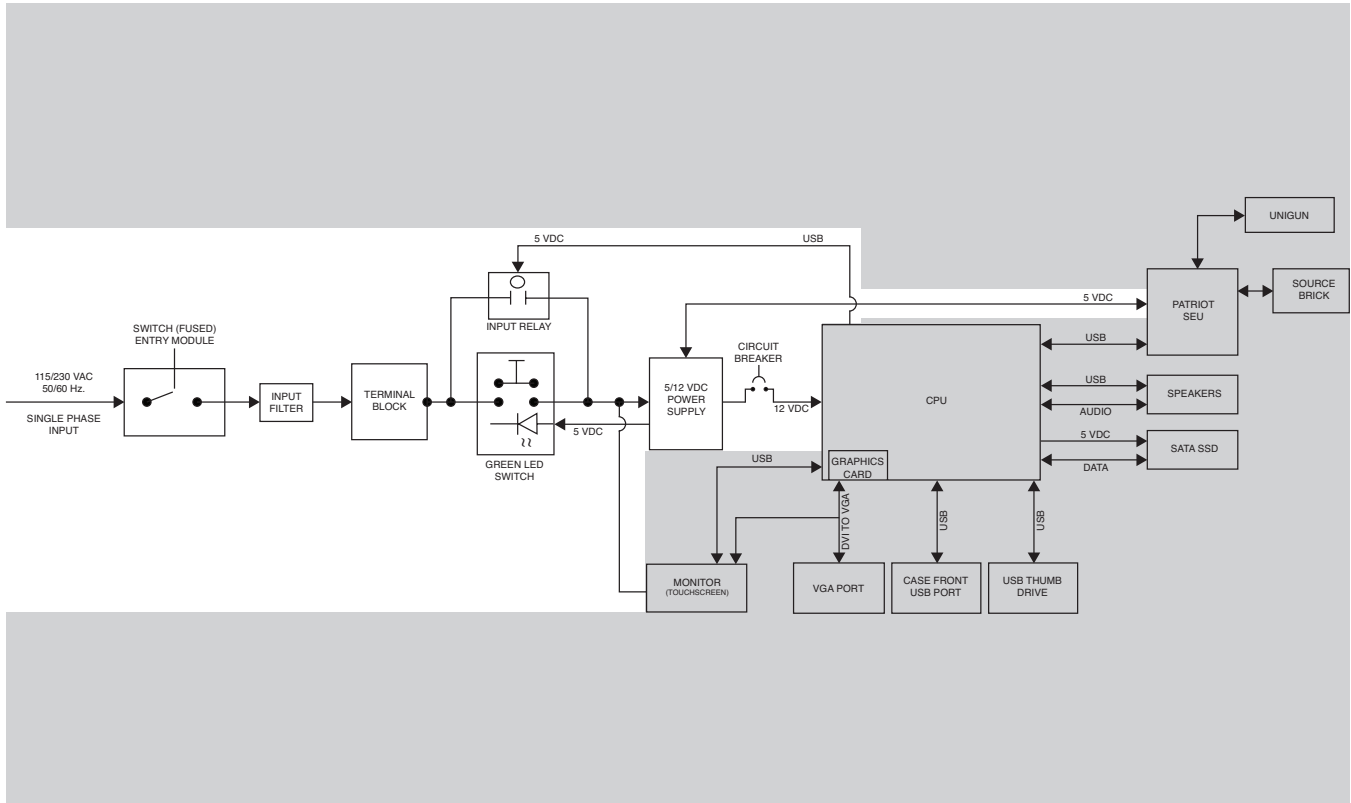 UNIGUN
5 VDC
USB
SOURCE
BRICK
5 VDC
PATRIOT
SEU
INPUT RELAY
SWITCH (FUSED)
ENTRY MODULE
USB
CIRCUIT
BREAKER
115/230 VAC
50/60 Hz.
SINGLE PHASE
INPUT
INPUT
FILTER
TERMINAL
BLOCK
5/12 VDC
POWER
SUPPLY
12 VDC
CPU
USB
AUDIO
SPEAKERS
5 VDC
GREEN LED
SWITCH
USB
GRAPHICS
CARD
5 VDC
DATA
SATA SSD
DVI TO VGA
USB
USB
MONITOR
(TOUCHSCREEN)
VGA PORT
CASE FRONT
USB PORT
USB THUMB
DRIVE